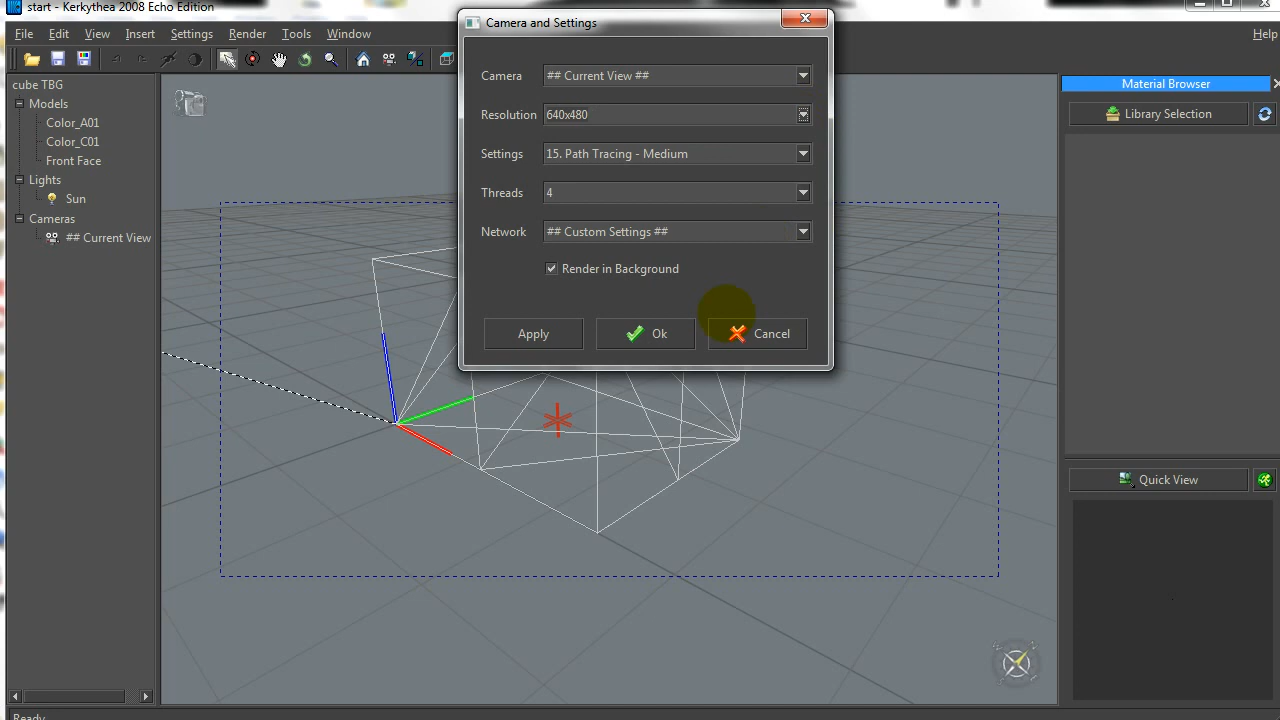 start - Kerkythea 2008 Echo Edition
File Edit View Insert Settings Render Tools Window Help
cube TBG
Models
Color_A01
Color_C01
Front Face
Lights
Sun
Cameras
## Current View
Camera and Settings
Camera ## Current View ##
Resolution 640x480
Settings 15. Path Tracing - Medium
Threads 4
Network ## Custom Settings ##
Render in Background
Apply Ok Cancel
Material Browser
Library Selection
Quick View
Ready